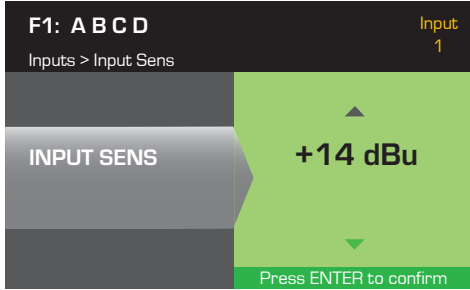 F1: A B C D
Input
1
Inputs > Input Sens
INPUT SENS
+14 dBu
Press ENTER to confirm